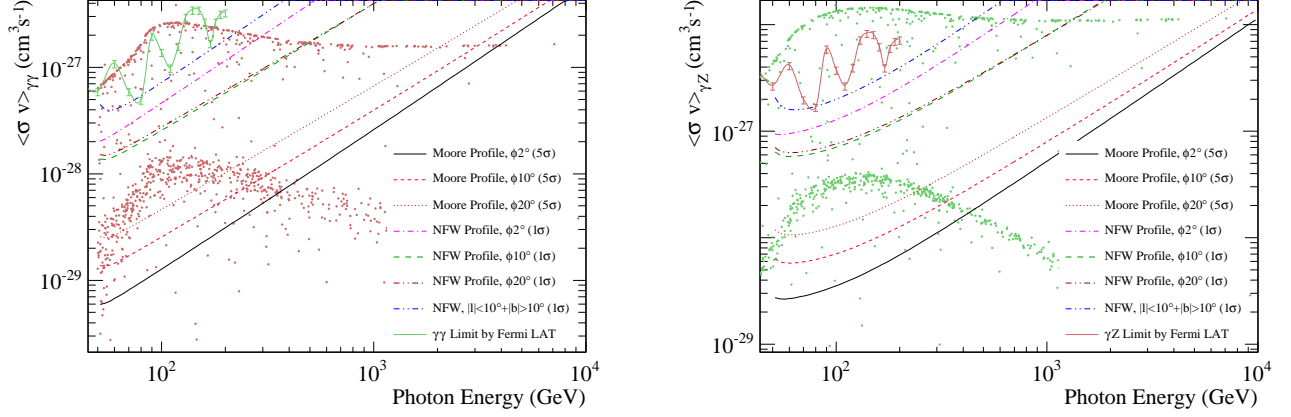 <σ v>γγ (cm³s⁻¹)
10⁻²⁷
10⁻²⁸
10⁻²⁹
Moore Profile, ϕ2° (5σ)
Moore Profile, ϕ10° (5σ)
Moore Profile, ϕ20° (5σ)
NFW Profile, ϕ2° (1σ)
NFW Profile, ϕ10° (1σ)
NFW Profile, ϕ20° (1σ)
NFW, |l|<10°+|b|>10° (1σ)
γγ Limit by Fermi LAT
10² 10³ 10⁴
Photon Energy (GeV)
<σ v>γZ (cm³s⁻¹)
10⁻²⁷
10⁻²⁸
10⁻²⁹
Moore Profile, ϕ2° (5σ)
Moore Profile, ϕ10° (5σ)
Moore Profile, ϕ20° (5σ)
NFW Profile, ϕ2° (1σ)
NFW Profile, ϕ10° (1σ)
NFW Profile, ϕ20° (1σ)
NFW, |l|<10°+|b|>10° (1σ)
γZ Limit by Fermi LAT
10² 10³ 10⁴
Photon Energy (GeV)